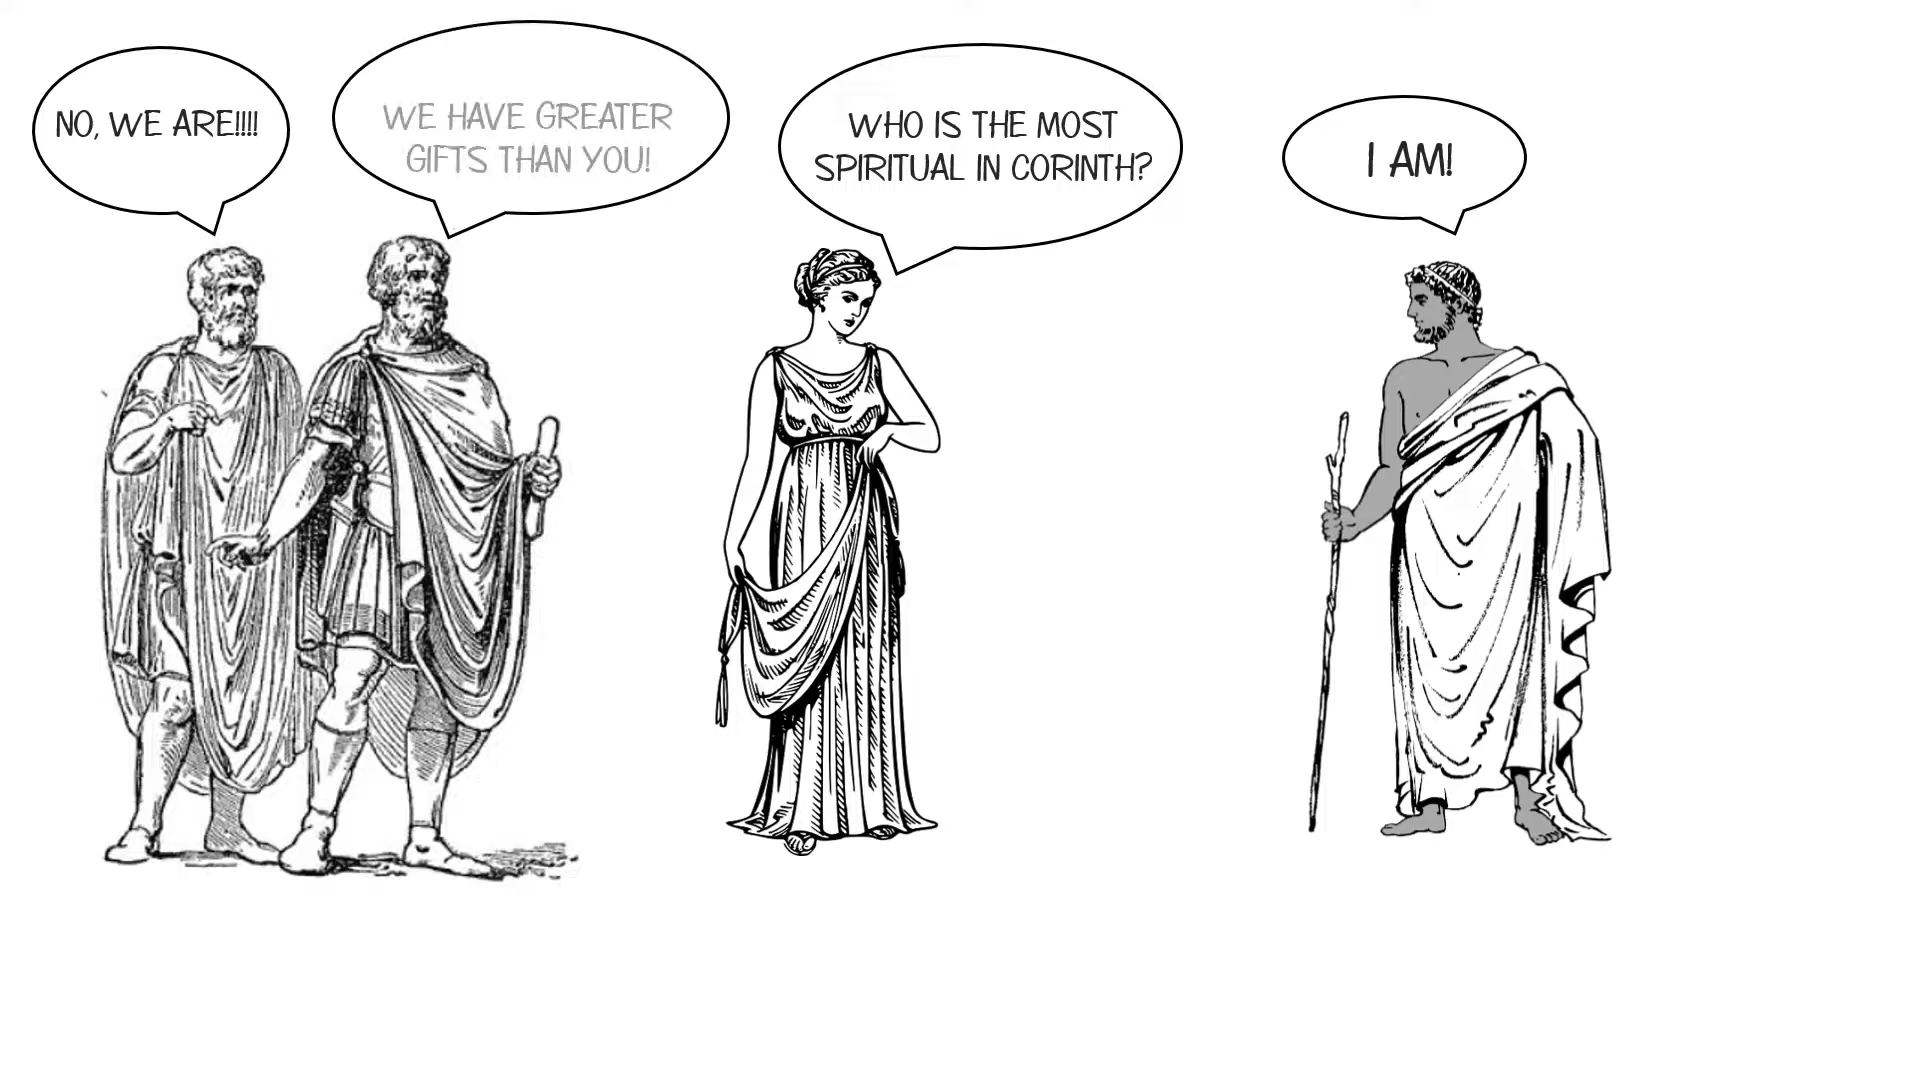 NO, WE ARE!!!!
WE HAVE GREATER
GIFTS THAN YOU!
WHO IS THE MOST
SPIRITUAL IN CORINTH?
I AM!